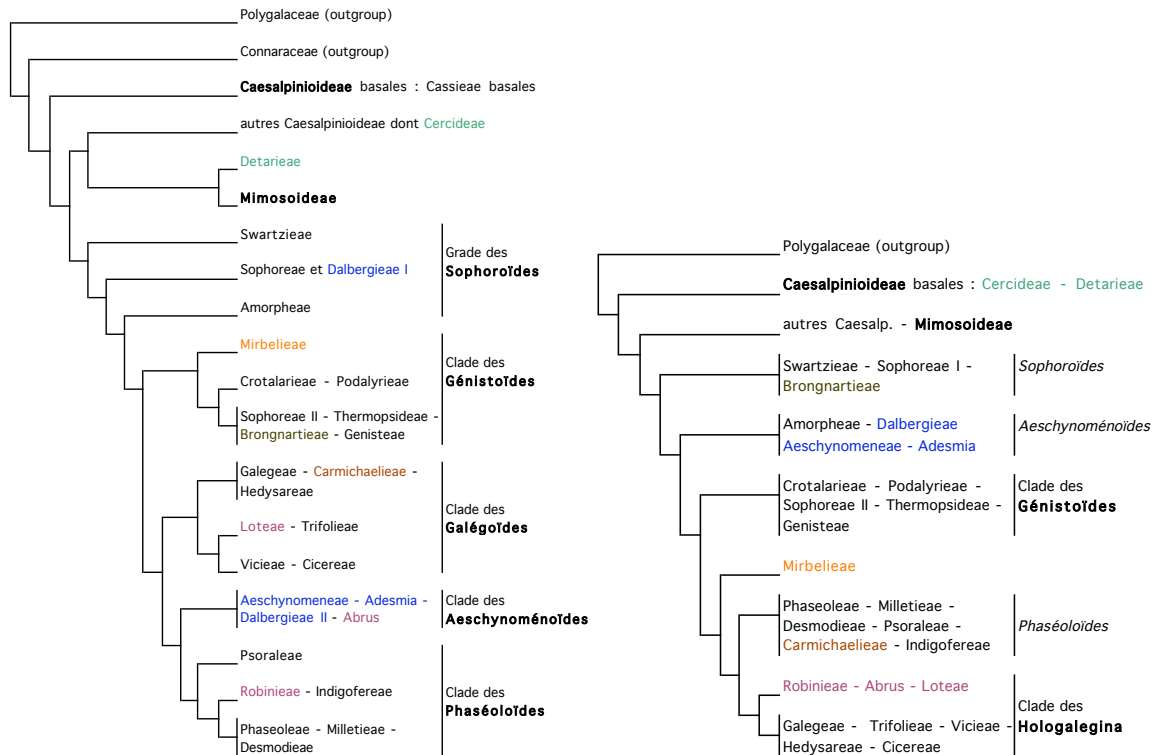 Polygalaceae (outgroup)
Connaraceae (outgroup)
Caesalpinioideae basales : Cassieae basales
autres Caesalpinioideae dont Cercideae
Detarieae
Mimosoideae
Swartzieae
Sophoreae et Dalbergieae I
Amorpheae
Grade des
Sophoroïdes
Mirbelieae
Crotalarieae - Podalyrieae
Sophoreae II - Thermopsideae -
Brongnartieae - Genisteae
Clade des
Génistoïdes
Galegeae - Carmichaelieae -
Hedysareae
Loteae - Trifolieae
Vicieae - Cicereae
Clade des
Galégoïdes
Aeschynomeneae - Adesmia -
Dalbergieae II - Abrus
Clade des
Aeschynoménoïdes
Psoraleae
Robinieae - Indigofereae
Phaseoleae - Milletieae -
Desmodieae
Clade des
Phaséoloïdes
Polygalaceae (outgroup)
Caesalpinioideae basales : Cercideae - Detarieae
autres Caesalp. - Mimosoideae
Swartzieae - Sophoreae I -
Brongnartieae
Sophoroïdes
Amorpheae - Dalbergieae
Aeschynomeneae - Adesmia
Aeschynoménoïdes
Crotalarieae - Podalyrieae -
Sophoreae II - Thermopsideae -
Genisteae
Clade des
Génistoïdes
Mirbelieae
Phaseoleae - Milletieae -
Desmodieae - Psoraleae -
Carmichaelieae - Indigofereae
Phaséoloïdes
Robinieae - Abrus - Loteae
Galegeae - Trifolieae - Vicieae -
Hedysareae - Cicereae
Clade des
Hologalegina